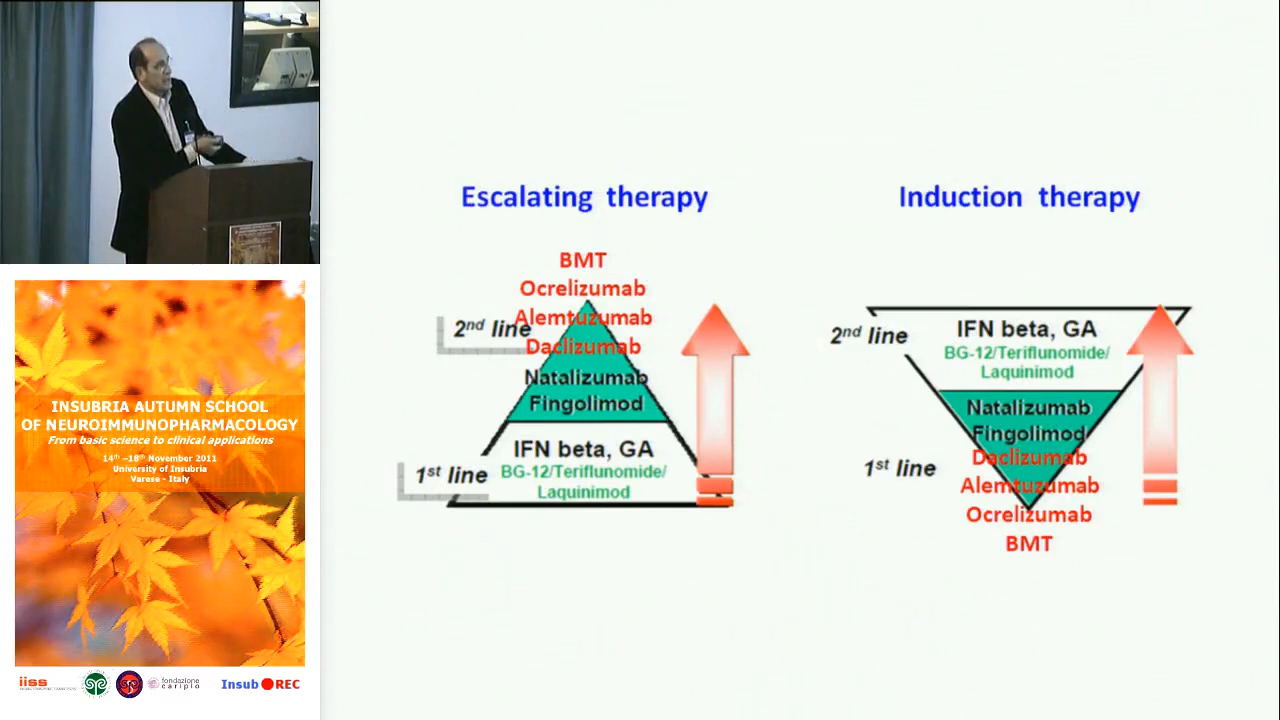 INSUBRIA AUTUMN SCHOOL
OF NEUROIMMUNOPHARMACOLOGY
From basic science to clinical applications
14th –18th November 2011
University of Insubria
Varese - Italy
iiss
fondazione
cariplo
Insub REC
Escalating therapy
BMT
Ocrelizumab
Alemtuzumab
2nd line
Daclizumab
Natalizumab
Fingolimod
IFN beta, GA
1st line
BG-12/Teriflunomide/
Laquinimod
Induction therapy
2nd line
IFN beta, GA
BG-12/Teriflunomide/
Laquinimod
Natalizumab
Fingolimod
Daclizumab
1st line
Alemtuzumab
Ocrelizumab
BMT